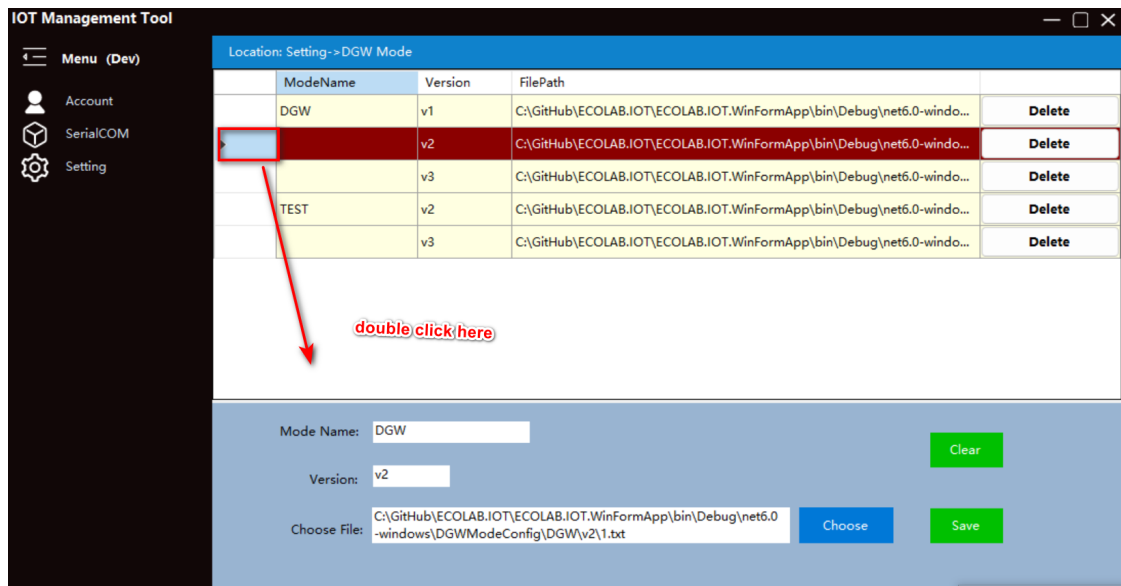 IOT Management Tool
Menu (Dev)
Account
SerialCOM
Setting
Location: Setting->DGW Mode
ModeName Version FilePath
DGW v1 C:\GitHub\ECOLAB.IOT\ECOLAB.IOT.WinFormApp\bin\Debug\net6.0-windo... Delete
v2 C:\GitHub\ECOLAB.IOT\ECOLAB.IOT.WinFormApp\bin\Debug\net6.0-windo... Delete
v3 C:\GitHub\ECOLAB.IOT\ECOLAB.IOT.WinFormApp\bin\Debug\net6.0-windo... Delete
TEST v2 C:\GitHub\ECOLAB.IOT\ECOLAB.IOT.WinFormApp\bin\Debug\net6.0-windo... Delete
v3 C:\GitHub\ECOLAB.IOT\ECOLAB.IOT.WinFormApp\bin\Debug\net6.0-windo... Delete
double click here
Mode Name: DGW
Clear
Version: v2
Choose File: C:\GitHub\ECOLAB.IOT\ECOLAB.IOT.WinFormApp\bin\Debug\net6.0
-windows\DGWModeConfig\DGW\v2\1.txt
Choose Save